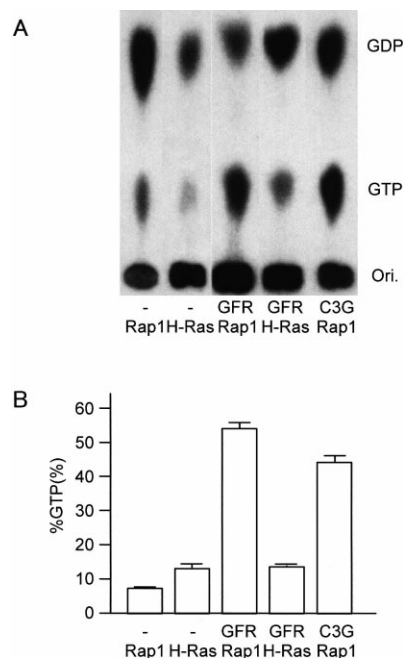 A
GDP
GTP
Ori.
- - GFR GFR C3G
Rap1 H-Ras Rap1 H-Ras Rap1
B
%GTP(%)
60
50
40
30
20
10
0
- - GFR GFR C3G
Rap1 H-Ras Rap1 H-Ras Rap1